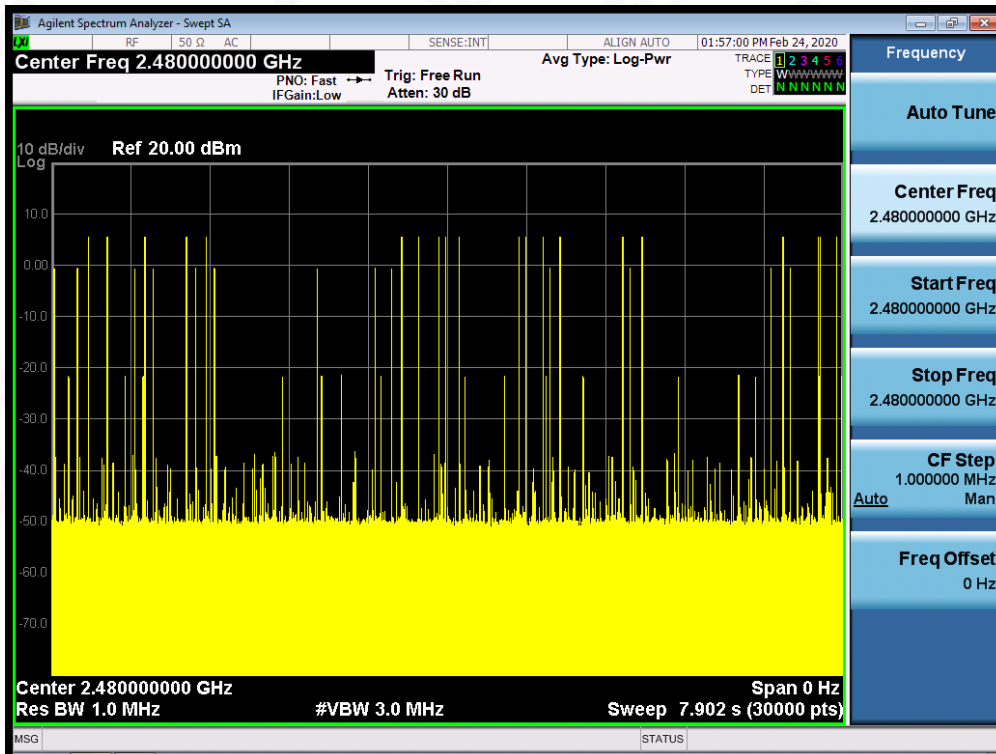 Agilent Spectrum Analyzer - Swept SA
LXI RF 50 Ω AC SENSE:INT ALIGN AUTO 01:57:00 PM Feb 24, 2020
Center Freq 2.480000000 GHz
PNO: Fast
IFGain:Low
Trig: Free Run
Atten: 30 dB
Avg Type: Log-Pwr
TRACE 1 2 3 4 5 6
TYPE WWWWWW
DET N N N N N N
10 dB/div Ref 20.00 dBm
Log
10.0
0.00
-10.0
-20.0
-30.0
-40.0
-50.0
-60.0
-70.0
Center 2.480000000 GHz Span 0 Hz
Res BW 1.0 MHz #VBW 3.0 MHz Sweep 7.902 s (30000 pts)
MSG STATUS
Frequency
Auto Tune
Center Freq
2.480000000 GHz
Start Freq
2.480000000 GHz
Stop Freq
2.480000000 GHz
CF Step
1.000000 MHz
Auto Man
Freq Offset
0 Hz